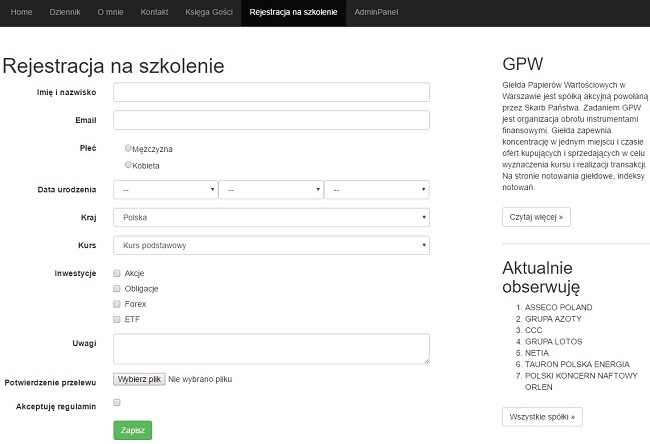 Home Dziennik O mnie Kontakt Księga Gości Rejestracja na szkolenie AdminPanel
Rejestracja na szkolenie
Imię i nazwisko
Email
Płeć
Mężczyzna
Kobieta
Data urodzenia -- -- --
Kraj Polska
Kurs Kurs podstawowy
Inwestycje
Akcje
Obligacje
Forex
ETF
Uwagi
Potwierdzenie przelewu Wybierz plik Nie wybrano pliku
Akceptuję regulamin
Zapisz
GPW
Giełda Papierów Wartościowych w
Warszawie jest spółką akcyjną powołaną
przez Skarb Państwa. Zadaniem GPW
jest organizacja obrotu instrumentami
finansowymi. Giełda zapewnia
koncentrację w jednym miejscu i czasie
ofert kupujących i sprzedających w celu
wyznaczenia kursu i realizacji transakcji.
Na stronie notowania giełdowe, indeksy
notowań.
Czytaj więcej »
Aktualnie
obserwuję
1. ASSECO POLAND
2. GRUPA AZOTY
3. CCC
4. GRUPA LOTOS
5. NETIA
6. TAURON POLSKA ENERGIA
7. POLSKI KONCERN NAFTOWY
ORLEN
Wszystkie spółki »